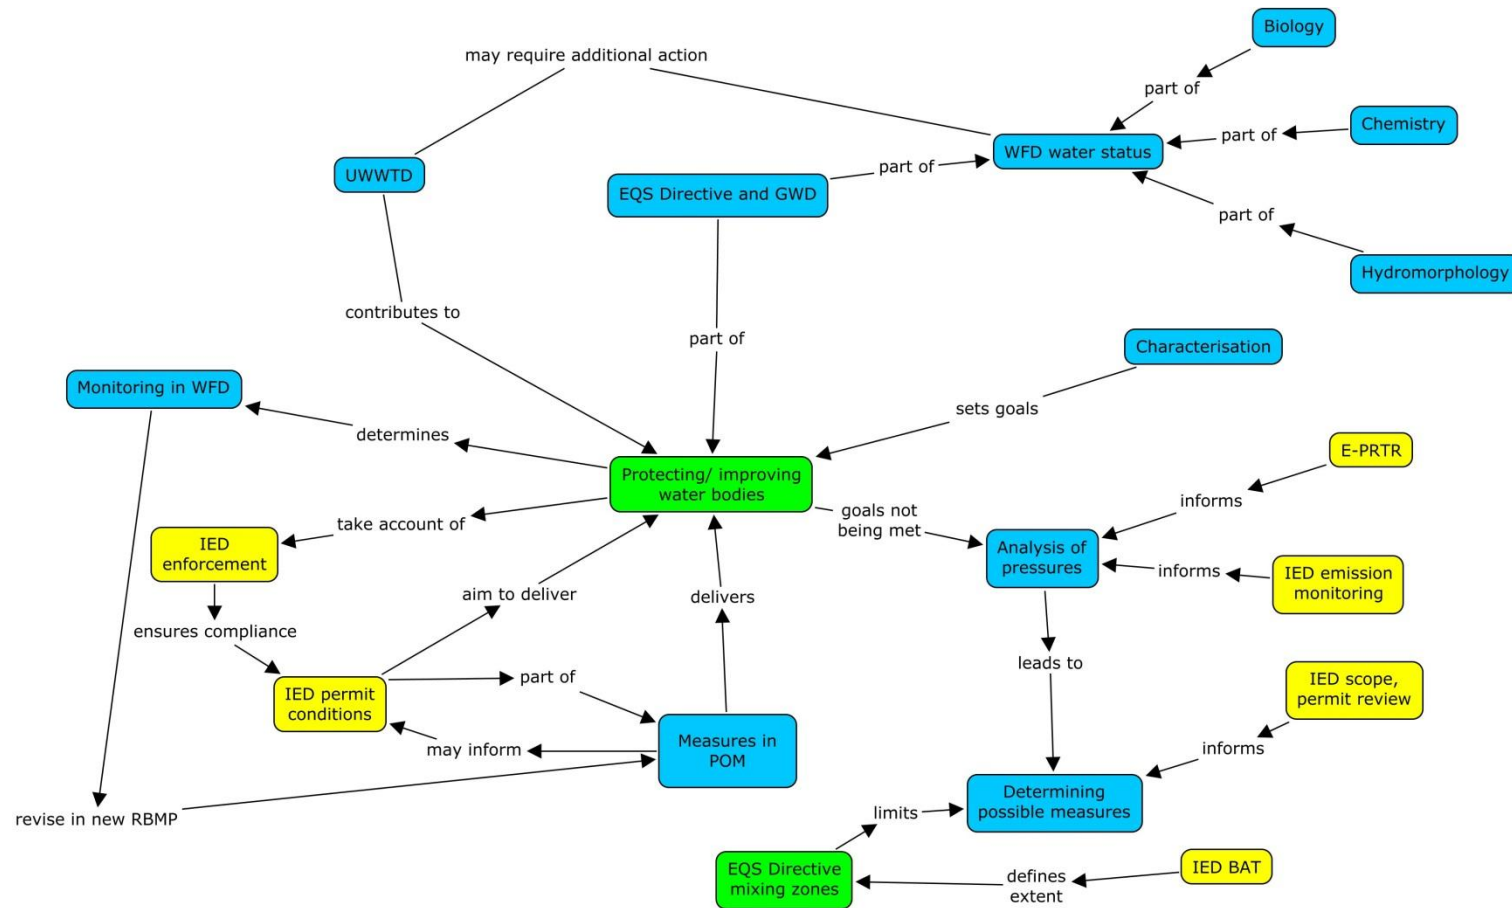 Biology
may require additional action
part of
Chemistry
part of
WFD water status
UWWTD
part of
EQS Directive and GWD
part of
Hydromorphology
contributes to
part of
Characterisation
Monitoring in WFD
sets goals
determines
E-PRTR
Protecting/ improving
water bodies
informs
goals not
being met
take account of
IED
enforcement
Analysis of
pressures
informs
IED emission
monitoring
aim to deliver
delivers
ensures compliance
leads to
part of
IED permit
conditions
IED scope,
permit review
may inform
Measures in
POM
informs
Determining
possible measures
limits
revise in new RBMP
EQS Directive
mixing zones
defines
extent
IED BAT